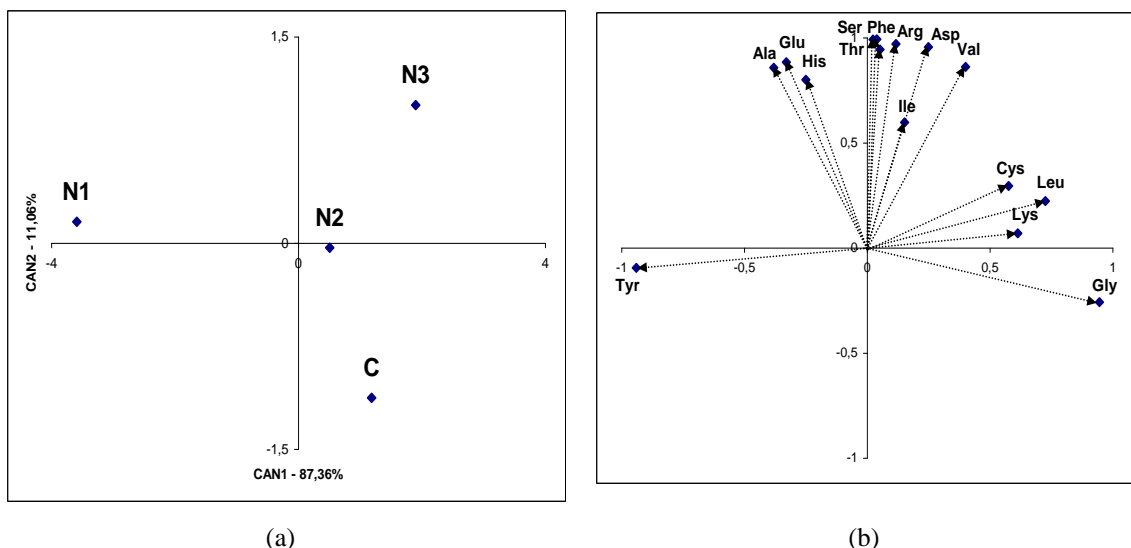 1,5
N3
N1
N2
0
-4
0
4
C
-1,5
CAN2 - 11,06%
CAN1 - 87,36%
(a)
1
Ser Phe Arg Asp
Thr Val
Ala Glu His
Ile
0,5
Cys
Leu
Lys
0
-1 -0,5 0 0,5 1
Tyr
Gly
-0,5
-1
(b)